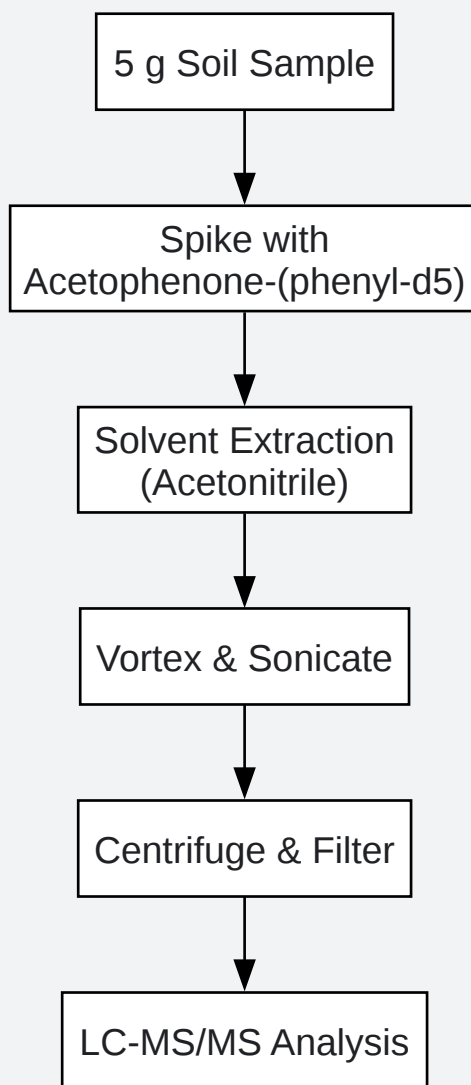 5 g Soil Sample
Spike with
Acetophenone-(phenyl-d5)
Solvent Extraction
(Acetonitrile)
Vortex & Sonicate
Centrifuge & Filter
LC-MS/MS Analysis